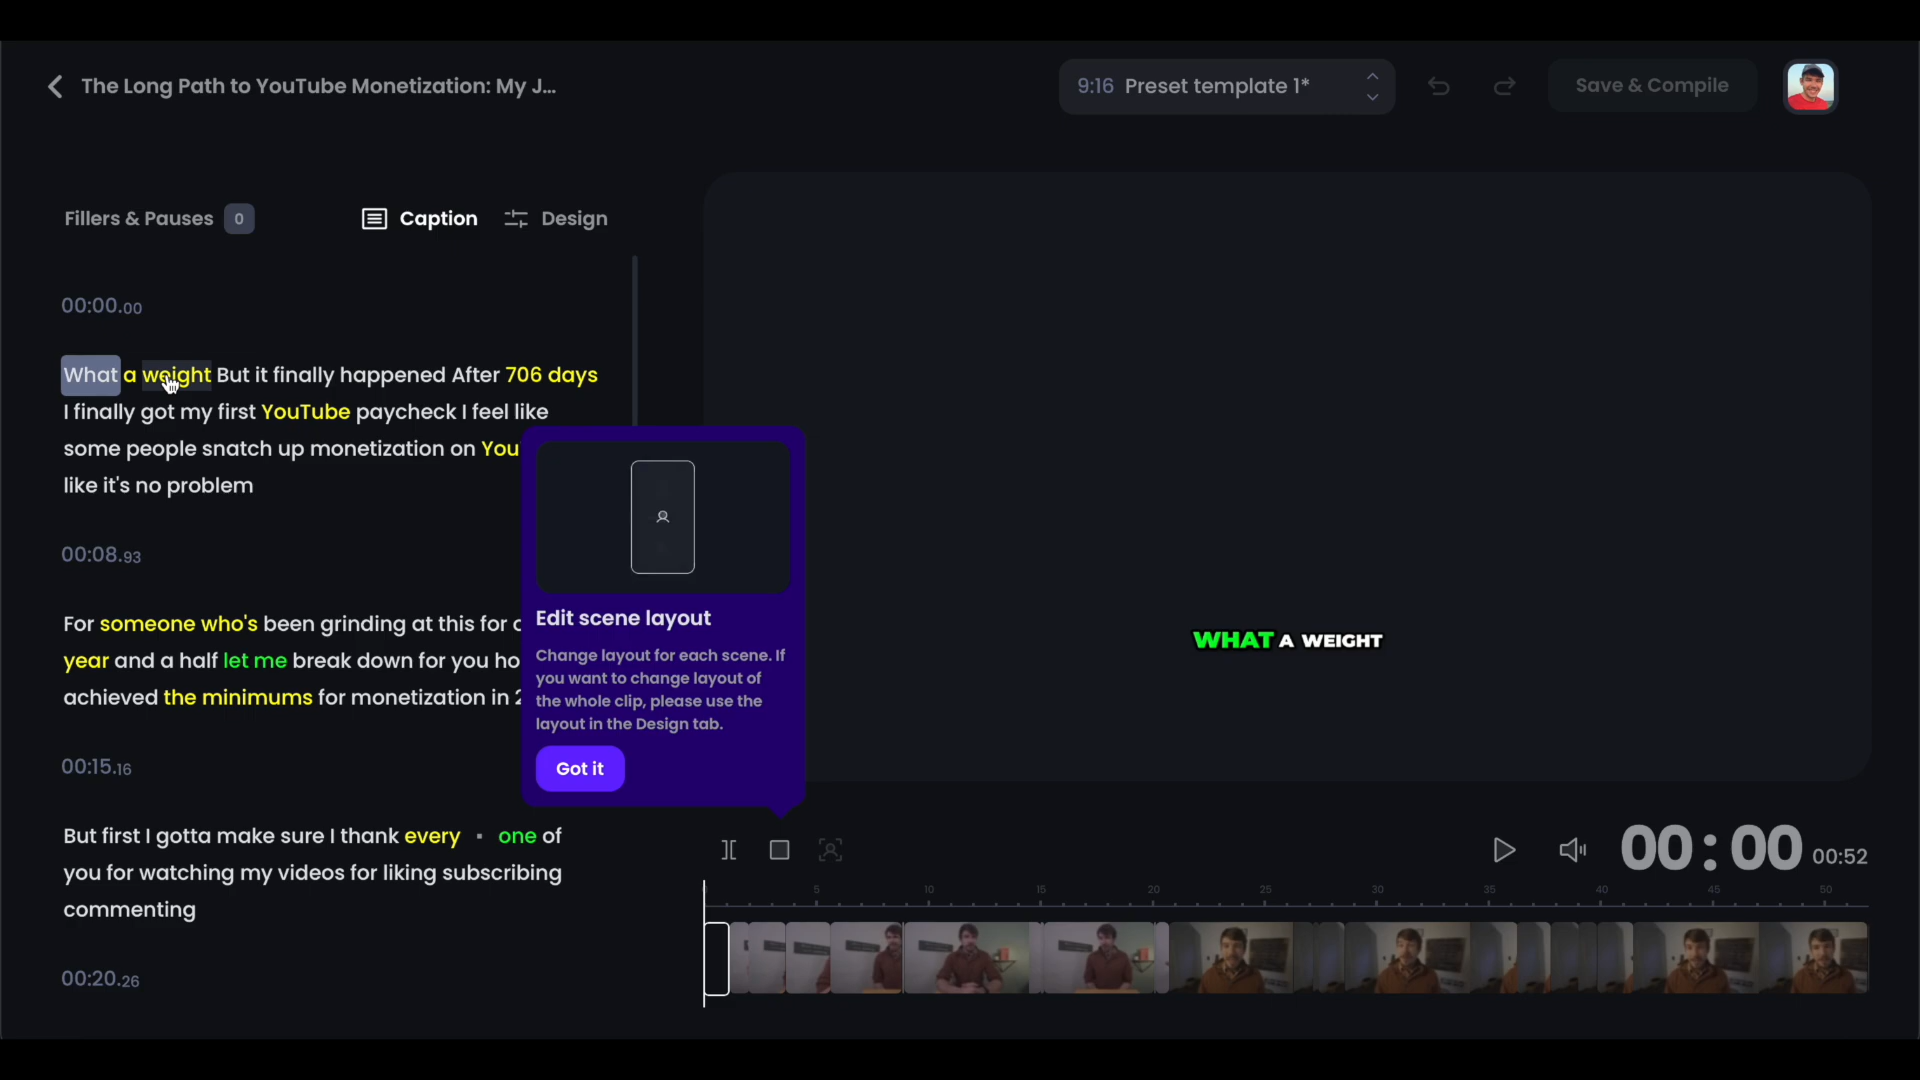 The Long Path to YouTube Monetization: My J...
9:16 Preset template 1*
Save & Compile
Fillers & Pauses 0
Caption
Design
00:00.00
What a weight But it finally happened After 706 days
I finally got my first YouTube paycheck I feel like
some people snatch up monetization on You
like it's no problem
00:08.93
For someone who's been grinding at this for
year and a half let me break down for you ho
achieved the minimums for monetization in 2
00:15.16
But first I gotta make sure I thank every • one of
you for watching my videos for liking subscribing
commenting
00:20.26
Edit scene layout
Change layout for each scene. If
you want to change layout of
the whole clip, please use the
layout in the Design tab.
Got it
WHAT A WEIGHT
00:00 00:52
5 10 15 20 25 30 35 40 45 50